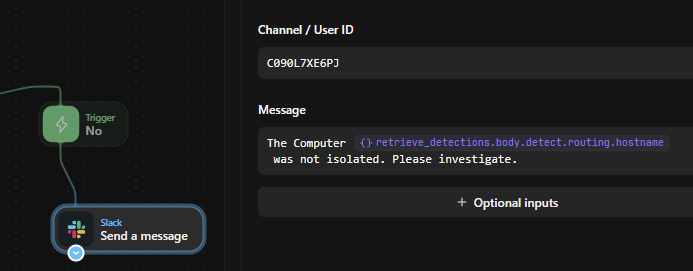 Trigger
No
Slack
Send a message
Channel / User ID
C090L7XE6PJ
Message
The Computer {} retrieve_detections.body.detect.routing.hostname
was not isolated. Please investigate.
+ Optional inputs